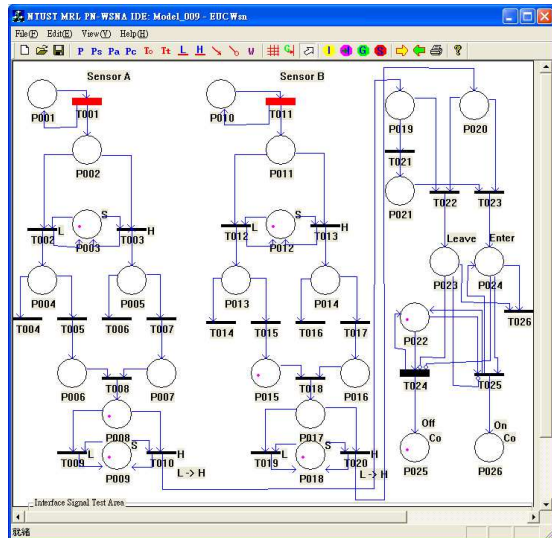 NTUST MRL PN-WSNA IDE: Model_009 - EUCWsn
File(F) Edit(E) View(V) Help(H)
P Ps Pa Pc To Tt L H W I H G S ?
Sensor A Sensor B
P001 T001 P010 T011 P019 P020
P002 P011 T021
P021 T022 T023
S S
T002 L P003 T003 H T012 L P012 T013 H
Leave Enter
P004 P005 P013 P014 P023 P024
T004 T005 T006 T007 T014 T015 T016 T017 P022 T026
P006 T008 P007 P015 T018 P016 T024 T025
P008 P017 Off On
T009 L P009 S T010 H T019 L P018 S T020 H Co Co
L -> H L -> H P025 P026
Interface Signal Test Area
就緒